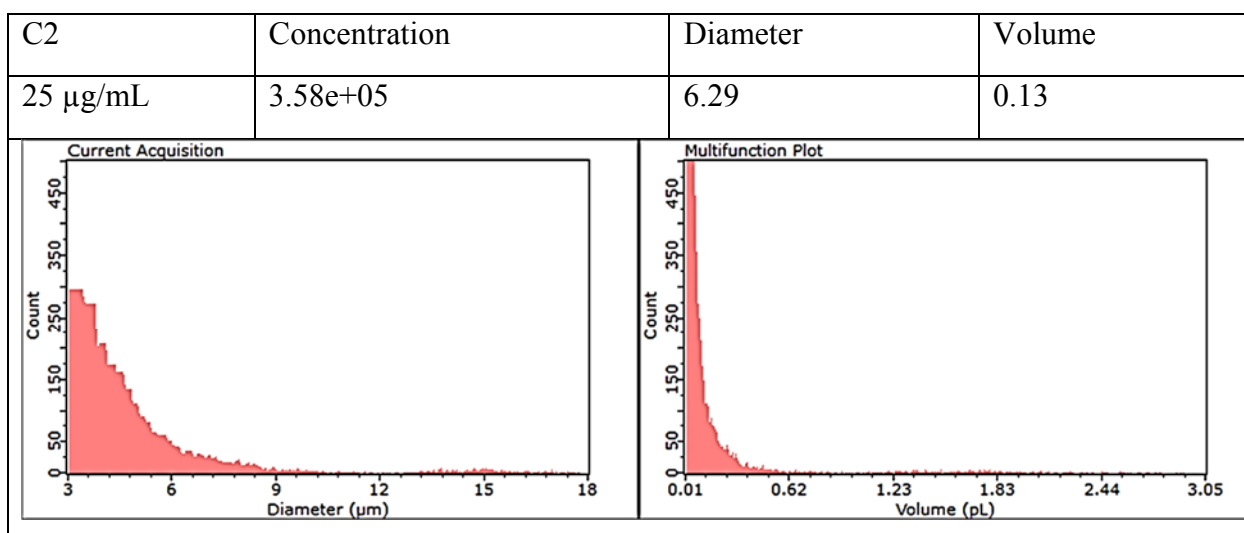 C2 Concentration Diameter Volume
25 µg/mL 3.58e+05 6.29 0.13
Current Acquisition
Count
450
350
250
150
50
0
3 6 9 12 15 18
Diameter (µm)
Multifunction Plot
Count
450
350
250
150
50
0
0.01 0.62 1.23 1.83 2.44 3.05
Volume (pL)